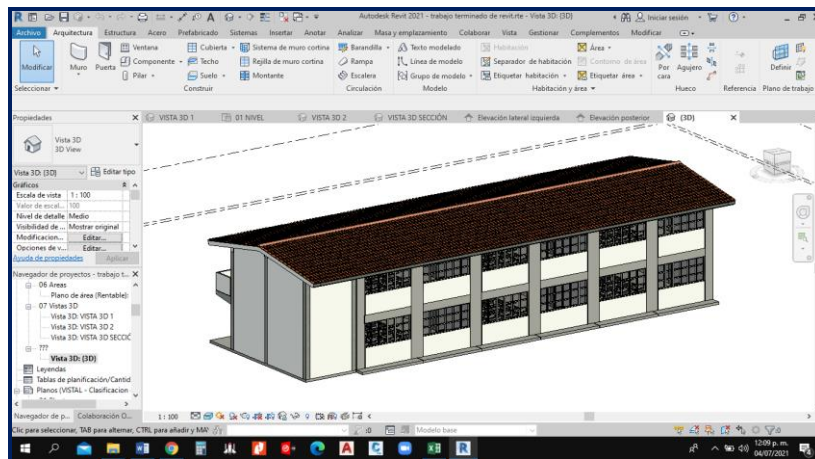 Autodesk Revit 2021 - trabajo terminado de revit.rte - Vista 3D: {3D}
Iniciar sesión
Archivo Arquitectura Estructura Acero Prefabricado Sistemas Insertar Anotar Analizar Masa y emplazamiento Colaborar Vista Gestionar Complementos Modificar
Modificar
Muro
Puerta
Ventana
Componente
Pilar
Cubierta
Techo
Suelo
Sistema de muro cortina
Rejilla de muro cortina
Montante
Barandilla
Rampa
Escalera
Texto modelado
Línea de modelo
Grupo de modelo
Habitación
Separador de habitación
Etiquetar habitación
Área
Contorno de área
Etiquetar área
Por cara
Agujero
Definir
Seleccionar Construir Circulación Modelo Habitación y área Hueco Referencia Plano de trabajo
Propiedades
VISTA 3D 1 01 NIVEL VISTA 3D 2 VISTA 3D SECCIÓN Elevación lateral izquierda Elevación posterior {3D}
Vista 3D
3D View
Vista 3D: {3D} Editar tipo
Gráficos
Escala de vista 1 : 100
Valor de escal... 100
Nivel de detalle Medio
Visibilidad de ... Mostrar original
Modificacion... Editar...
Opciones de v... Editar...
Ayuda de propiedades Aplicar
Navegador de proyectos - trabajo t...
06 Areas
Plano de área (Rentable):
07 Vistas 3D
Vista 3D: VISTA 3D 1
Vista 3D: VISTA 3D 2
Vista 3D: VISTA 3D SECCIÓ
???
Vista 3D: {3D}
Leyendas
Tablas de planificación/Cantid
Planos (VISTAL - Clasificacion
Navegador de p... Colaboración O...
1 : 100
Clic para seleccionar, TAB para alternar, CTRL para añadir y MAY
:0 Modelo base
12:09 p. m.
04/07/2021